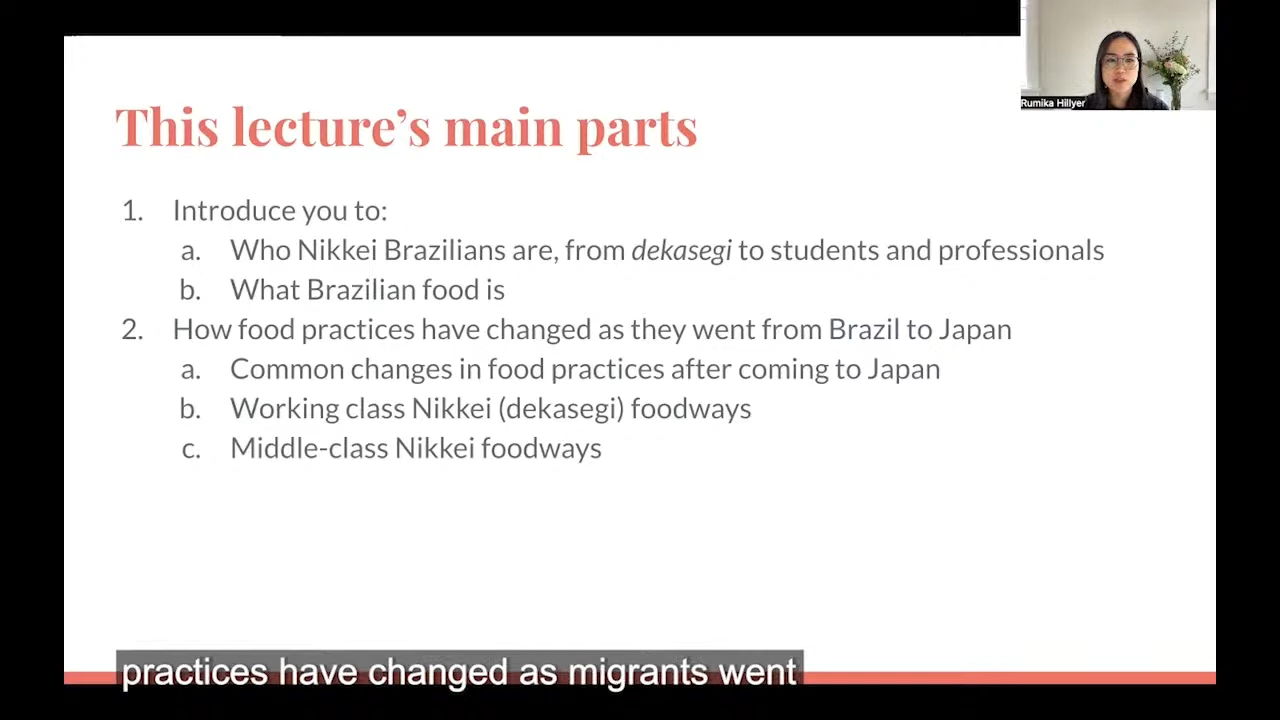 Rumika Hillyer
This lecture’s main parts
1. Introduce you to:
a. Who Nikkei Brazilians are, from dekasegi to students and professionals
b. What Brazilian food is
2. How food practices have changed as they went from Brazil to Japan
a. Common changes in food practices after coming to Japan
b. Working class Nikkei (dekasegi) foodways
c. Middle-class Nikkei foodways
practices have changed as migrants went